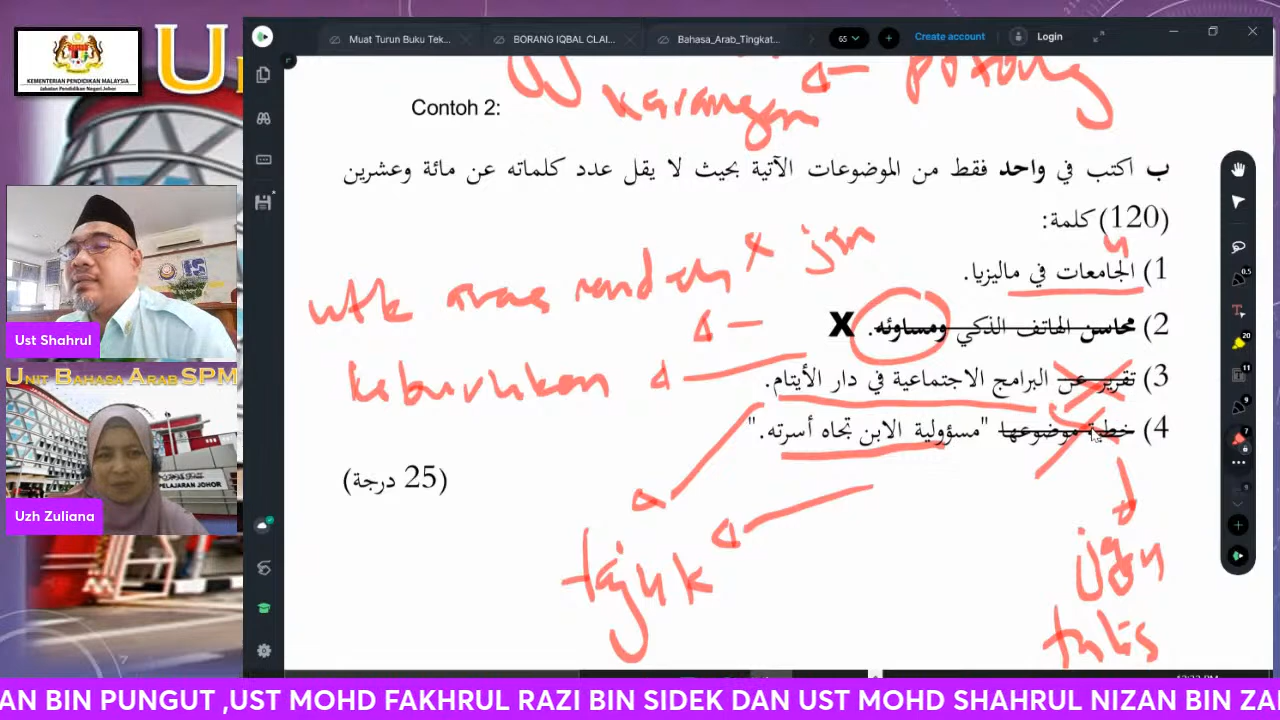 KEMENTERIAN PENDIDIKAN MALAYSIA
Jabatan Pendidikan Negeri Johor
U
Muat Turun Buku Tek...
BORANG IQBAL CLAI...
Bahasa_Arab_Tingkat...
65
Create account
Login
karangan
potong
Contoh 2:
ب اكتب في واحد فقط من الموضوعات الآتية بحيث لا يقل عدد كلماته عن مائة وعشرين
(120) كلمة:
1) الجامعات في ماليزيا.
2) محاسن الهاتف الذكي ومساوئه. X
3) تقرير عن البرامج الاجتماعية في دار الأيتام.
4) خطبة موضوعها "مسؤولية الابن تجاه أسرته."
(25 درجة)
utk aras rendah x jgn
keburukan
tajuk
jgn
tulis
Ust Shahrul
UNIT BAHASA ARAB SPM
PELAJARAN JOHOR
Uzh Zuliana
AN BIN PUNGUT ,UST MOHD FAKHRUL RAZI BIN SIDEK DAN UST MOHD SHAHRUL NIZAN BIN ZA